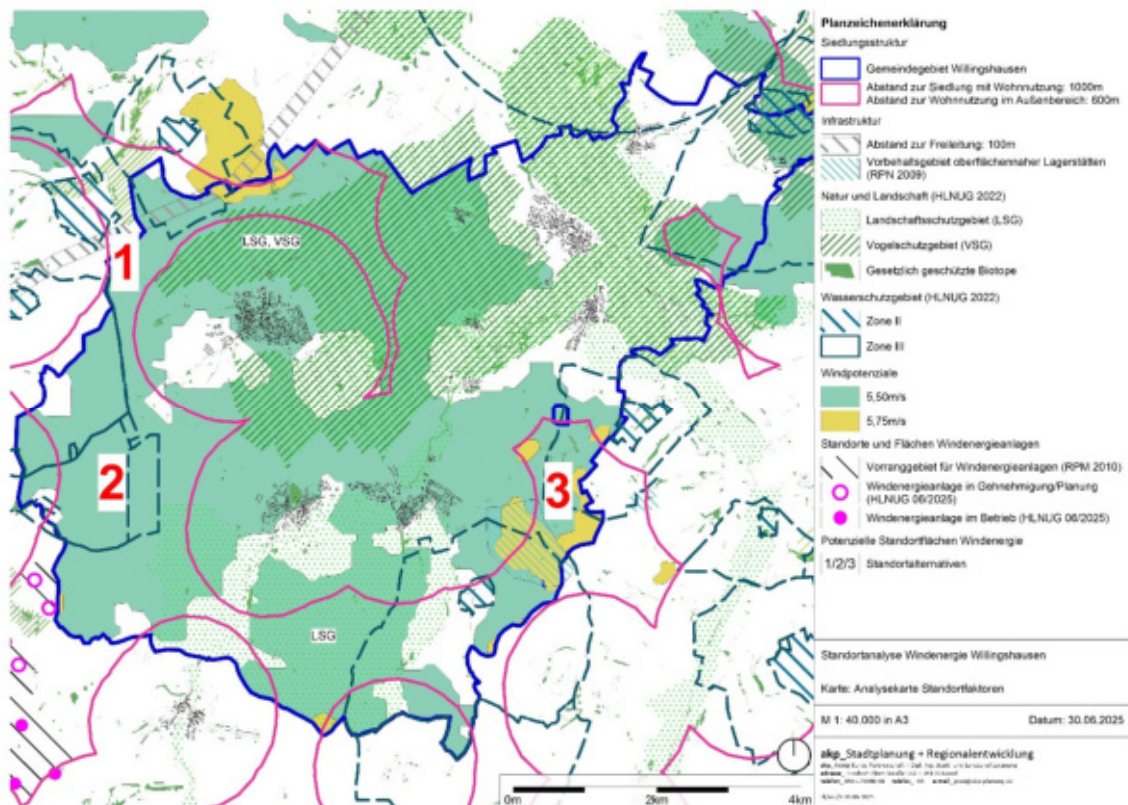 1
2
3
LSG, VSG
LSG
0m
2km
4km
Planzeichenerklärung
Siedlungsstruktur
Gemeindegebiet Willingshausen
Abstand zur Siedlung mit Wohnnutzung: 1000m
Abstand zur Wohnnutzung im Außenbereich: 600m
Infrastruktur
Abstand zur Freileitung: 100m
Vorbehaltsgebiet oberflächennaher Lagerstätten
(RPN 2009)
Natur und Landschaft (HLNUG 2022)
Landschaftsschutzgebiet (LSG)
Vogelschutzgebiet (VSG)
Gesetzlich geschützte Biotope
Wasserschutzgebiet (HLNUG 2022)
Zone II
Zone III
Windpotenziale
5,50m/s
5,75m/s
Standorte und Flächen Windenergieanlagen
Vorranggebiet für Windenergieanlagen (RPM 2010)
Windenergieanlage in Gehnehmigung/Planung
(HLNUG 06/2025)
Windenergieanlage im Betrieb (HLNUG 06/2025)
Potenzielle Standortflächen Windenergie
1/2/3 Standortalternativen
Standortanalyse Windenergie Willingshausen
Karte: Analysekarte Standortfaktoren
M 1: 40.000 in A3 Datum: 30.06.2025
akp_Stadtplanung + Regionalentwicklung